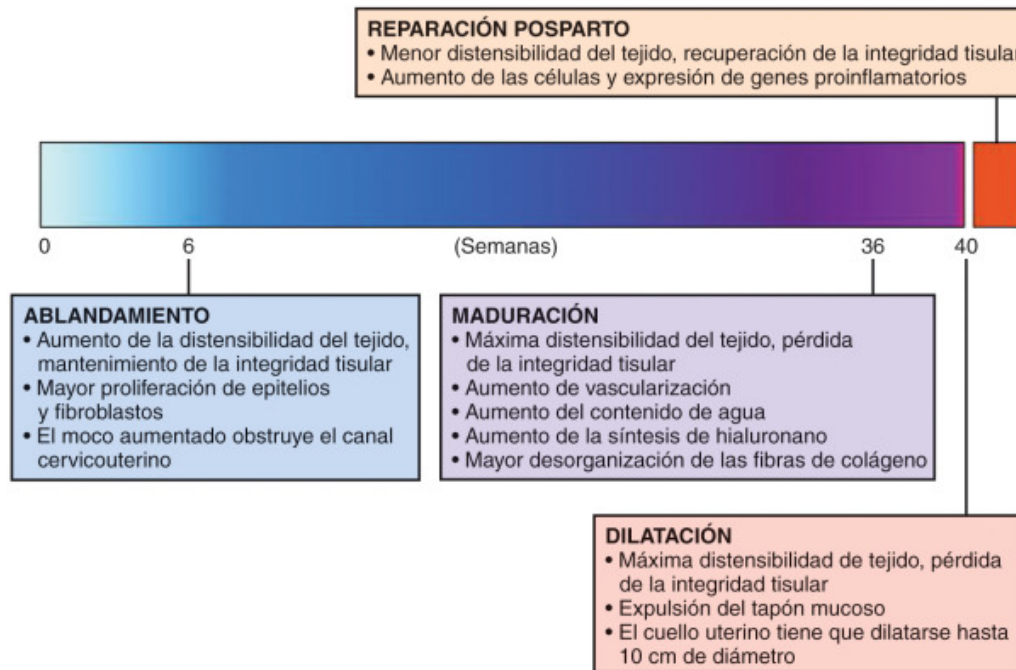 REPARACIÓN POSPARTO
• Menor distensibilidad del tejido, recuperación de la integridad tisular
• Aumento de las células y expresión de genes proinflamatorios
0
6
(Semanas)
36
40
ABLANDAMIENTO
• Aumento de la distensibilidad del tejido,
mantenimiento de la integridad tisular
• Mayor proliferación de epitelios
y fibroblastos
• El moco aumentado obstruye el canal
cervicouterino
MADURACIÓN
• Máxima distensibilidad del tejido, pérdida
de la integridad tisular
• Aumento de vascularización
• Aumento del contenido de agua
• Aumento de la síntesis de hialuronano
• Mayor desorganización de las fibras de colágeno
DILATACIÓN
• Máxima distensibilidad de tejido, pérdida
de la integridad tisular
• Expulsión del tapón mucoso
• El cuello uterino tiene que dilatarse hasta
10 cm de diámetro